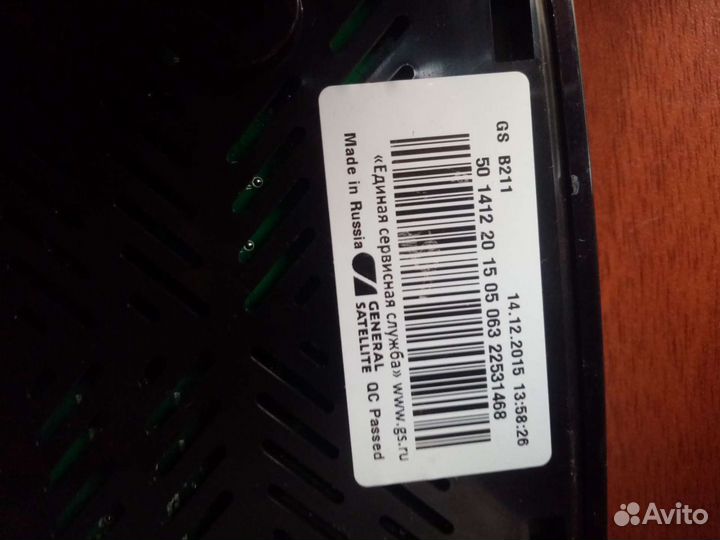 GS B211 14.12.2015 13:58:26
50 1412 20 15 05 063 22531468
«Единая сервисная служба» www.gs.ru
Made in Russia GENERAL SATELLITE QC Passed
Avito